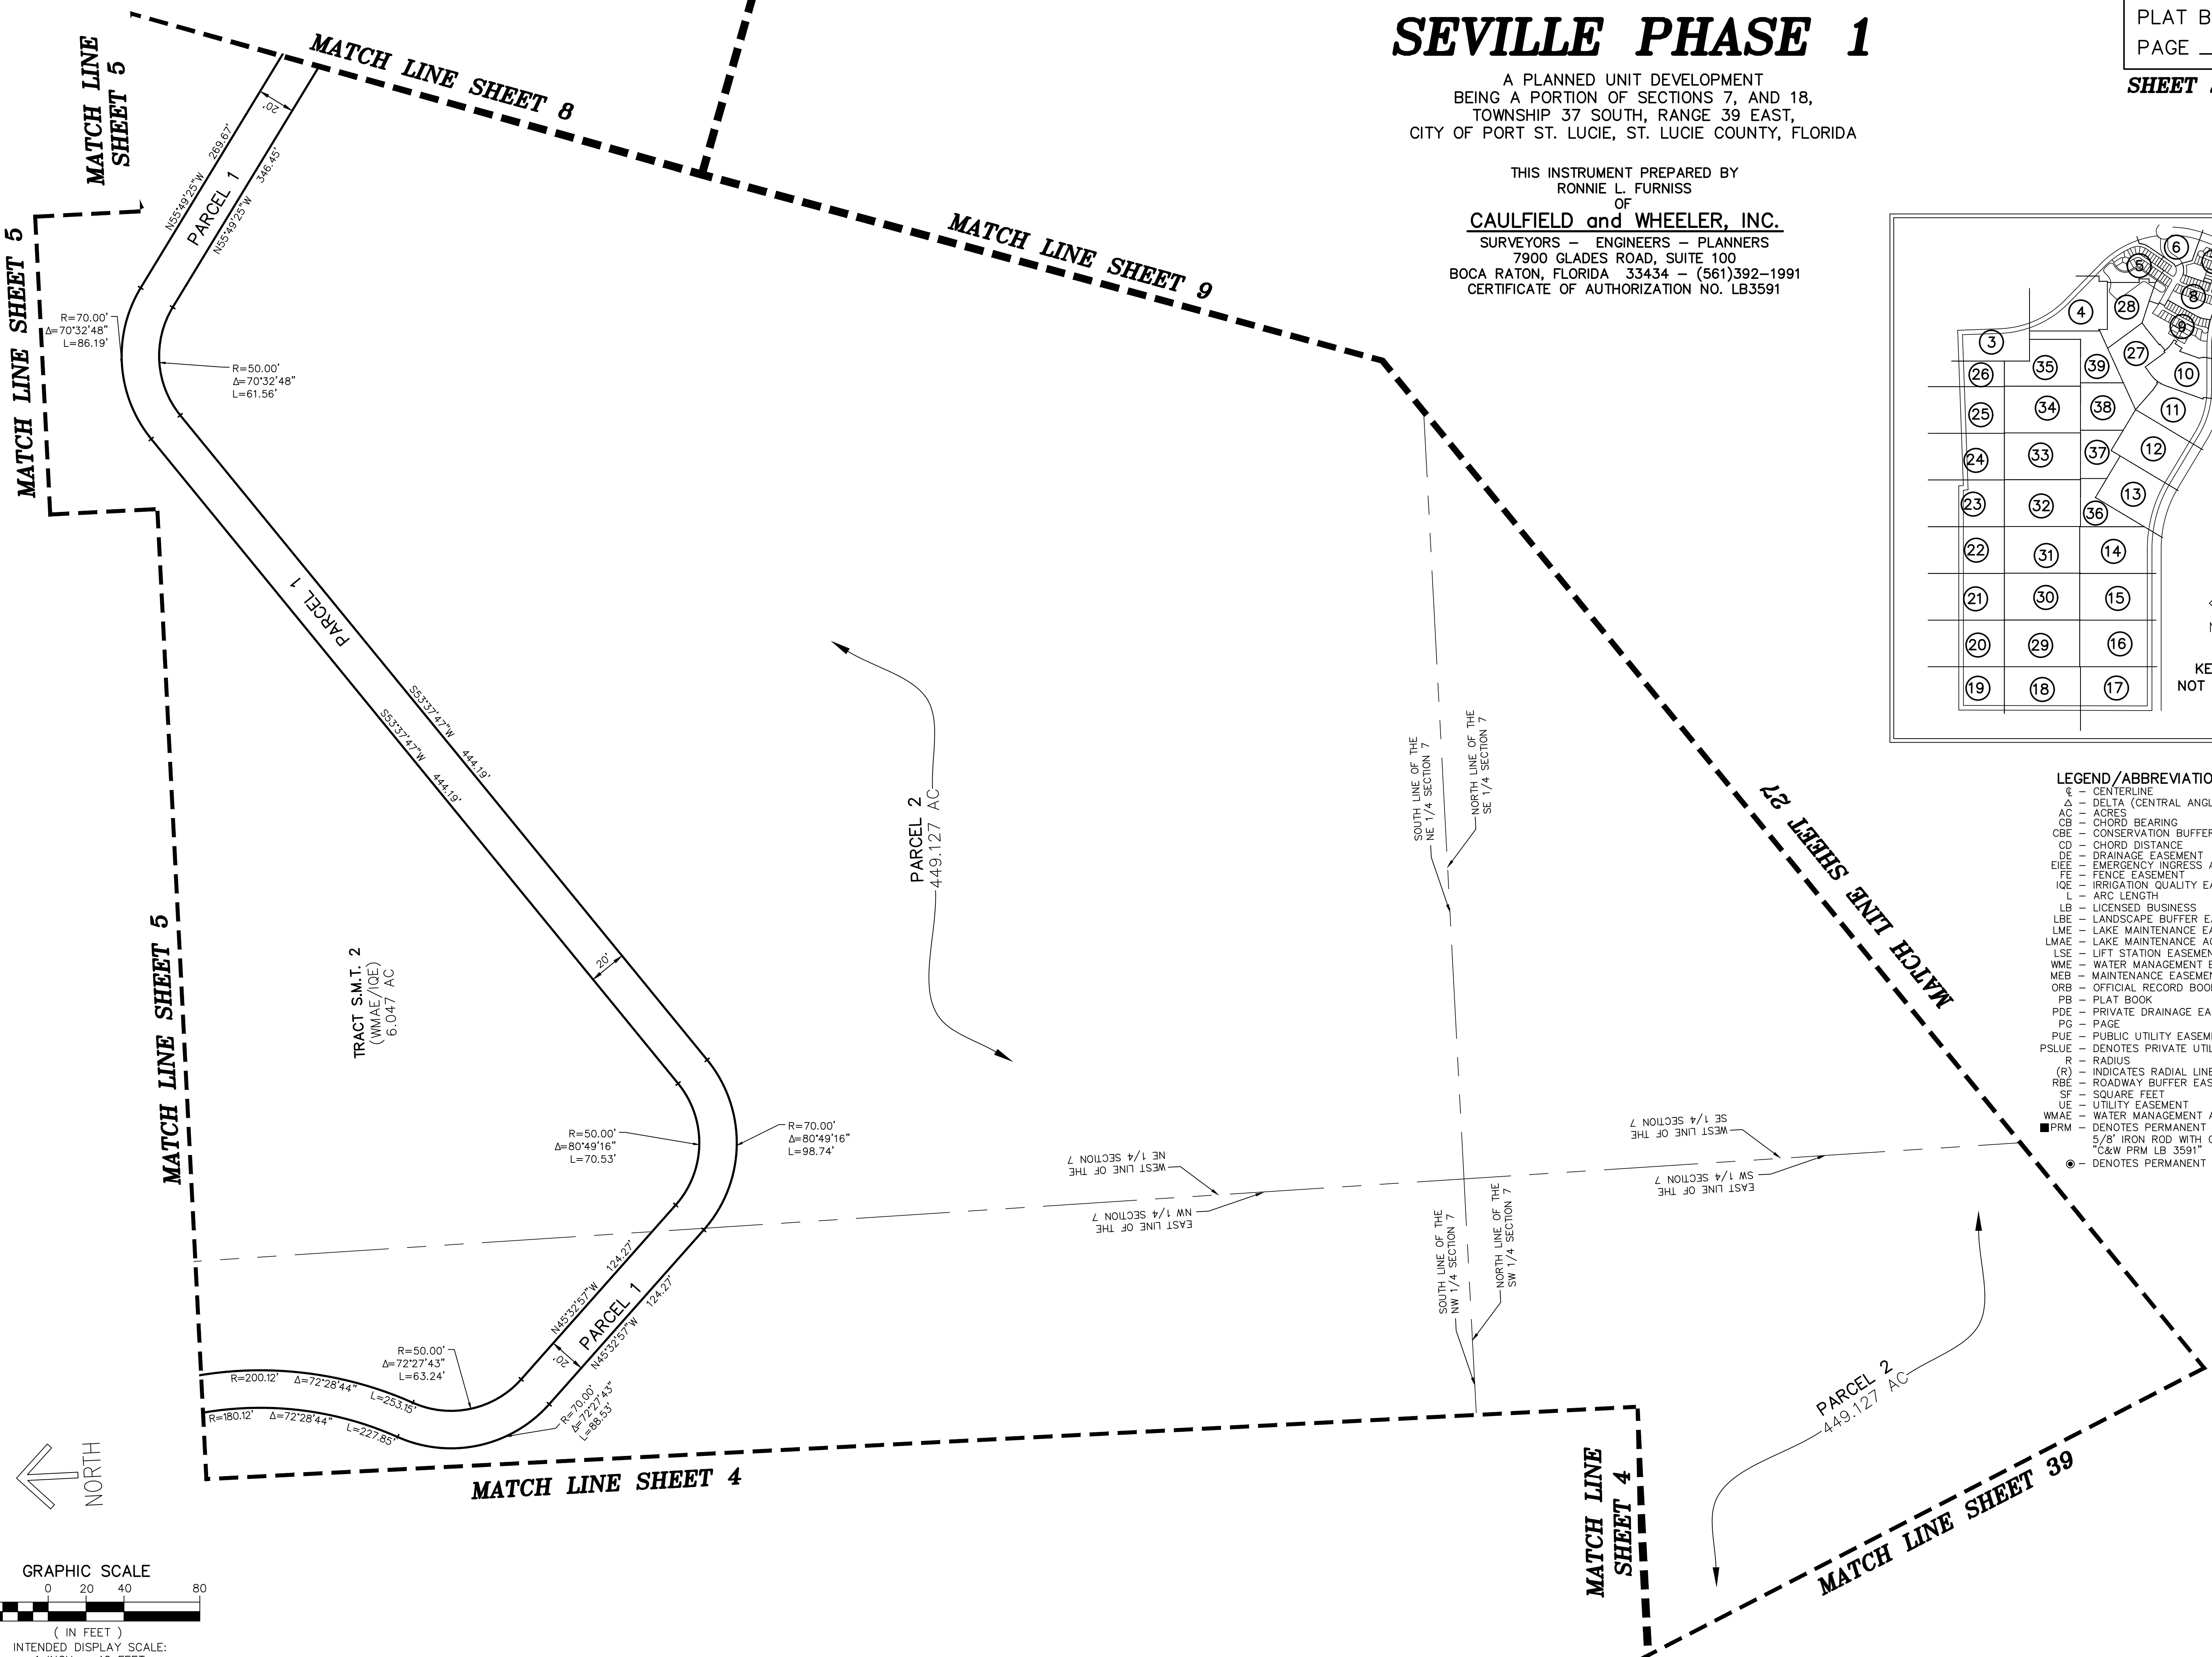 SEVILLE PHASE 1
A PLANNED UNIT DEVELOPMENT
BEING A PORTION OF SECTIONS 7, AND 18,
TOWNSHIP 37 SOUTH, RANGE 39 EAST,
CITY OF PORT ST. LUCIE, ST. LUCIE COUNTY, FLORIDA
THIS INSTRUMENT PREPARED BY
RONNIE L. FURNISS
OF
CAULFIELD and WHEELER, INC.
SURVEYORS – ENGINEERS – PLANNERS
7900 GLADES ROAD, SUITE 100
BOCA RATON, FLORIDA 33434 – (561)392–1991
CERTIFICATE OF AUTHORIZATION NO. LB3591
PLAT B
PAGE
SHEET
MATCH LINE
SHEET 5
MATCH LINE SHEET 8
MATCH LINE SHEET 9
MATCH LINE SHEET 5
20'
N55°49'25"W 269.67'
PARCEL 1
N55°49'25"W 346.45'
R=70.00'
Δ=70°32'48"
L=86.19'
R=50.00'
Δ=70°32'48"
L=61.56'
PARCEL 1
S53°37'47"W 444.19'
S53°37'47"W 444.19'
20'
PARCEL 2
449.127 AC
TRACT S.M.T. 2
(WMAE/IQE)
6.047 AC
MATCH LINE SHEET 5
R=50.00'
Δ=80°49'16"
L=70.53'
R=70.00'
Δ=80°49'16"
L=98.74'
N45°32'57"W 124.27'
PARCEL 1
N45°32'57"W 124.27'
20'
R=50.00'
Δ=72°27'43"
L=63.24'
R=70.00'
Δ=72°27'43"
L=88.53'
R=200.12' Δ=72°28'44" L=253.15'
R=180.12' Δ=72°28'44" L=227.85'
SOUTH LINE OF THE
NE 1/4 SECTION 7
NORTH LINE OF THE
SE 1/4 SECTION 7
WEST LINE OF THE
NE 1/4 SECTION 7
EAST LINE OF THE
NW 1/4 SECTION 7
WEST LINE OF THE
SE 1/4 SECTION 7
EAST LINE OF THE
SW 1/4 SECTION 7
SOUTH LINE OF THE
NW 1/4 SECTION 7
NORTH LINE OF THE
SW 1/4 SECTION 7
MATCH LINE SHEET 27
PARCEL 2
449.127 AC
MATCH LINE SHEET 4
MATCH LINE
SHEET 4
MATCH LINE SHEET 39
NORTH
GRAPHIC SCALE
0 20 40 80
( IN FEET )
INTENDED DISPLAY SCALE:
6
5
8
4
28
9
3
27
35
39
10
26
34
38
11
25
33
37
12
24
32
13
23
36
22
31
14
21
30
15
20
29
16
19
18
17
KE
NOT
LEGEND/ABBREVIATIO
℄ – CENTERLINE
Δ – DELTA (CENTRAL ANGL
AC – ACRES
CB – CHORD BEARING
CBE – CONSERVATION BUFFER
CD – CHORD DISTANCE
DE – DRAINAGE EASEMENT
EIEE – EMERGENCY INGRESS A
FE – FENCE EASEMENT
IQE – IRRIGATION QUALITY EA
L – ARC LENGTH
LB – LICENSED BUSINESS
LBE – LANDSCAPE BUFFER EA
LME – LAKE MAINTENANCE EA
LMAE – LAKE MAINTENANCE AC
LSE – LIFT STATION EASEMEN
WME – WATER MANAGEMENT E
MEB – MAINTENANCE EASEMEN
ORB – OFFICIAL RECORD BOO
PB – PLAT BOOK
PDE – PRIVATE DRAINAGE EA
PG – PAGE
PUE – PUBLIC UTILITY EASEM
PSLUE – DENOTES PRIVATE UTIL
R – RADIUS
(R) – INDICATES RADIAL LINE
RBE – ROADWAY BUFFER EAS
SF – SQUARE FEET
UE – UTILITY EASEMENT
WMAE – WATER MANAGEMENT A
■PRM – DENOTES PERMANENT
5/8' IRON ROD WITH C
"C&W PRM LB 3591"
◉ – DENOTES PERMANENT